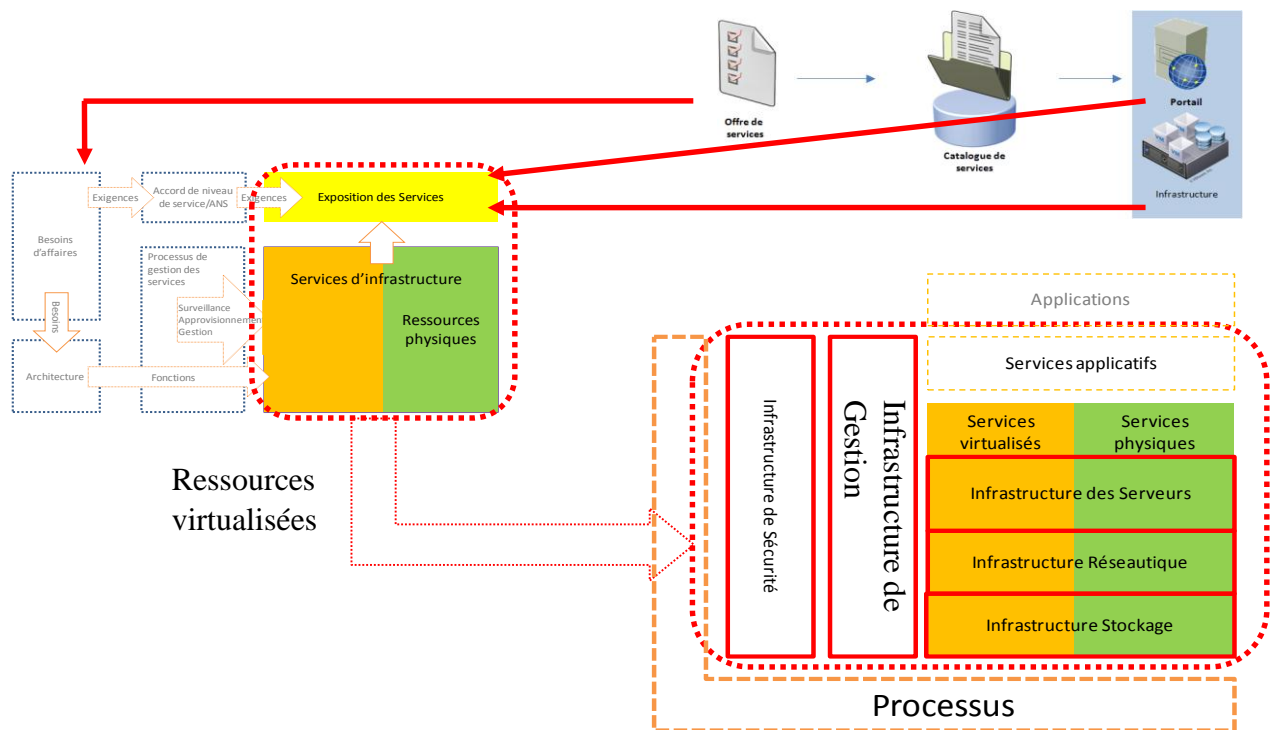 Offre de
services
Catalogue de
services
Portail
Infrastructure
Exigences
Accord de niveau
de service/ANS
Exigences
Exposition des Services
Besoins
d'affaires
Processus de
gestion des
services
Services d'infrastructure
Surveillance
Approvisionnement
Gestion
Ressources
physiques
Besoins
Architecture
Fonctions
Ressources
virtualisées
Applications
Services applicatifs
Infrastructure de Sécurité
Infrastructure de
Gestion
Services
virtualisés
Services
physiques
Infrastructure des Serveurs
Infrastructure Réseautique
Infrastructure Stockage
Processus